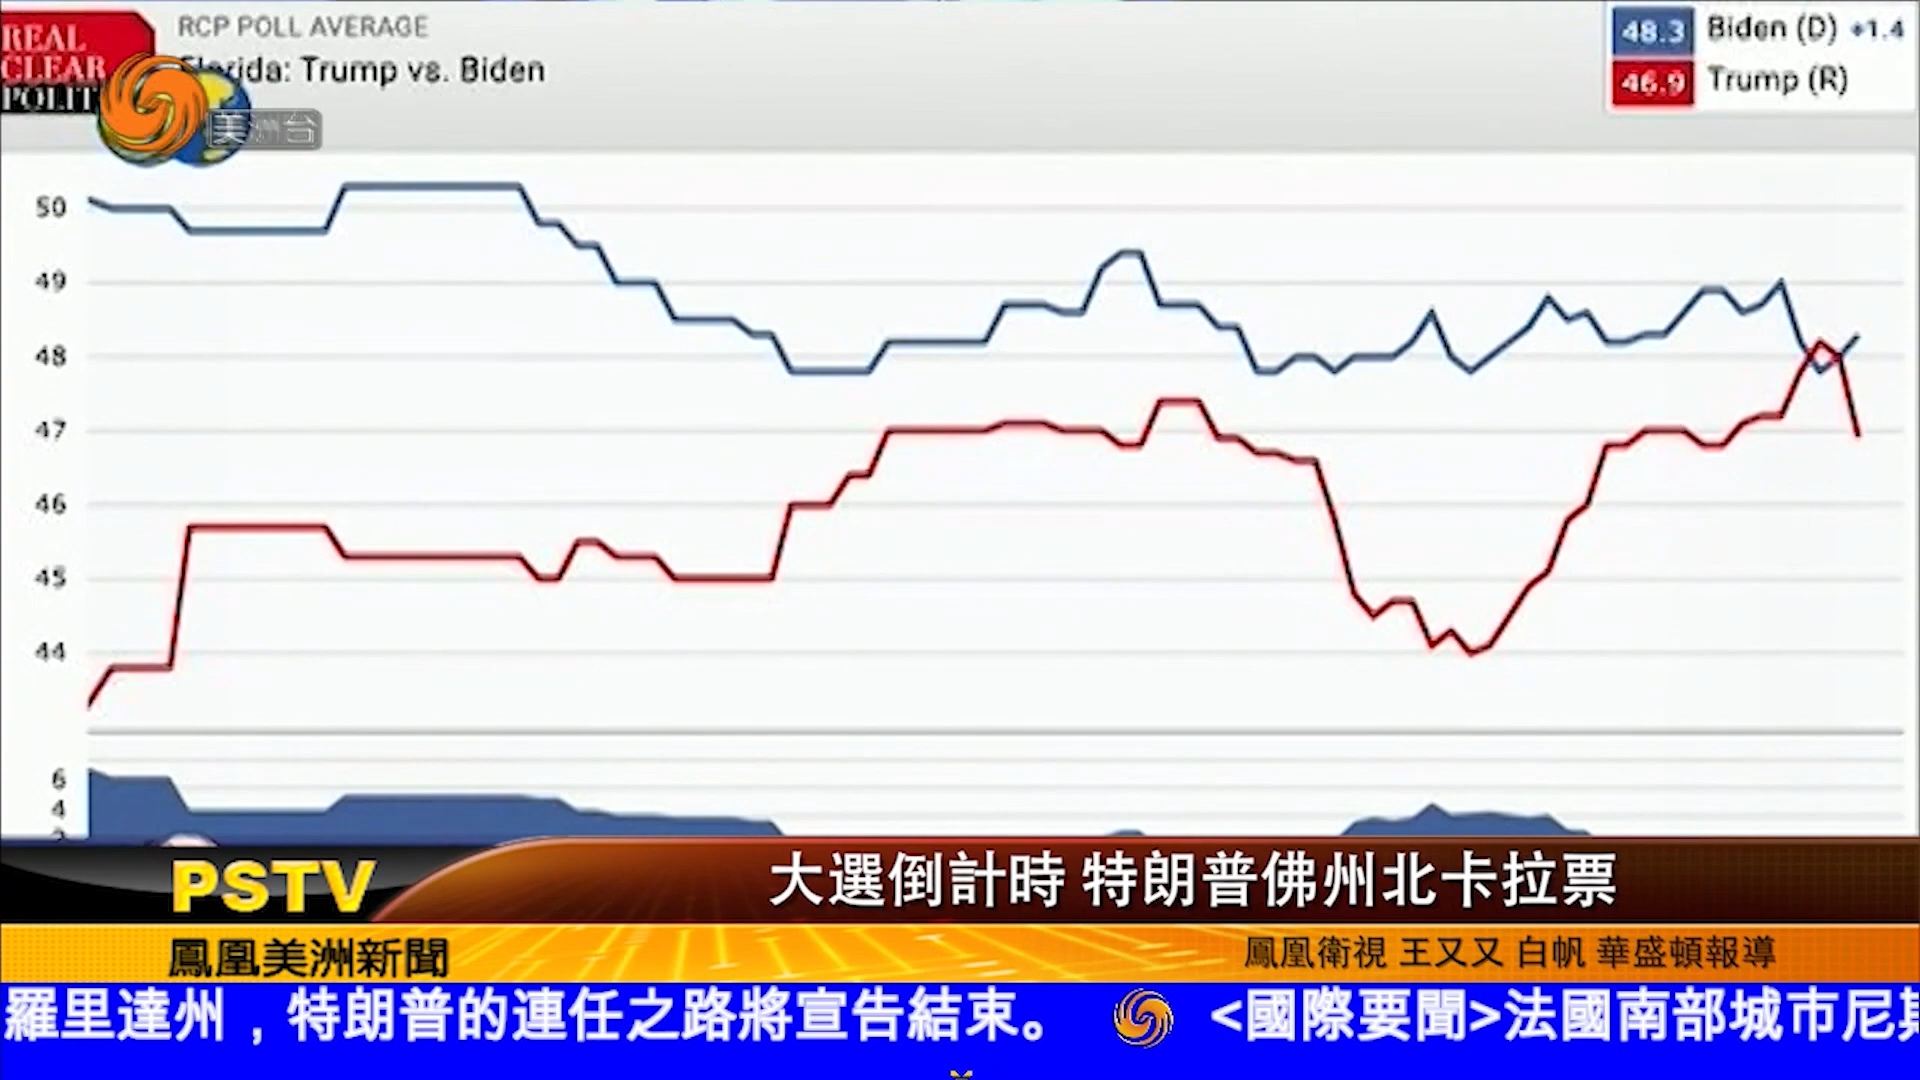 REAL
CLEAR
POLIT
RCP POLL AVERAGE
Florida: Trump vs. Biden
48.3 Biden (D) +1.4
46.9 Trump (R)
美洲台
50
49
48
47
46
45
44
6
4
PSTV
大選倒計時 特朗普佛州北卡拉票
鳳凰美洲新聞
鳳凰衛視 王又又 白帆 華盛頓報導
羅里達州，特朗普的連任之路將宣告結束。 <國際要聞>法國南部城市尼